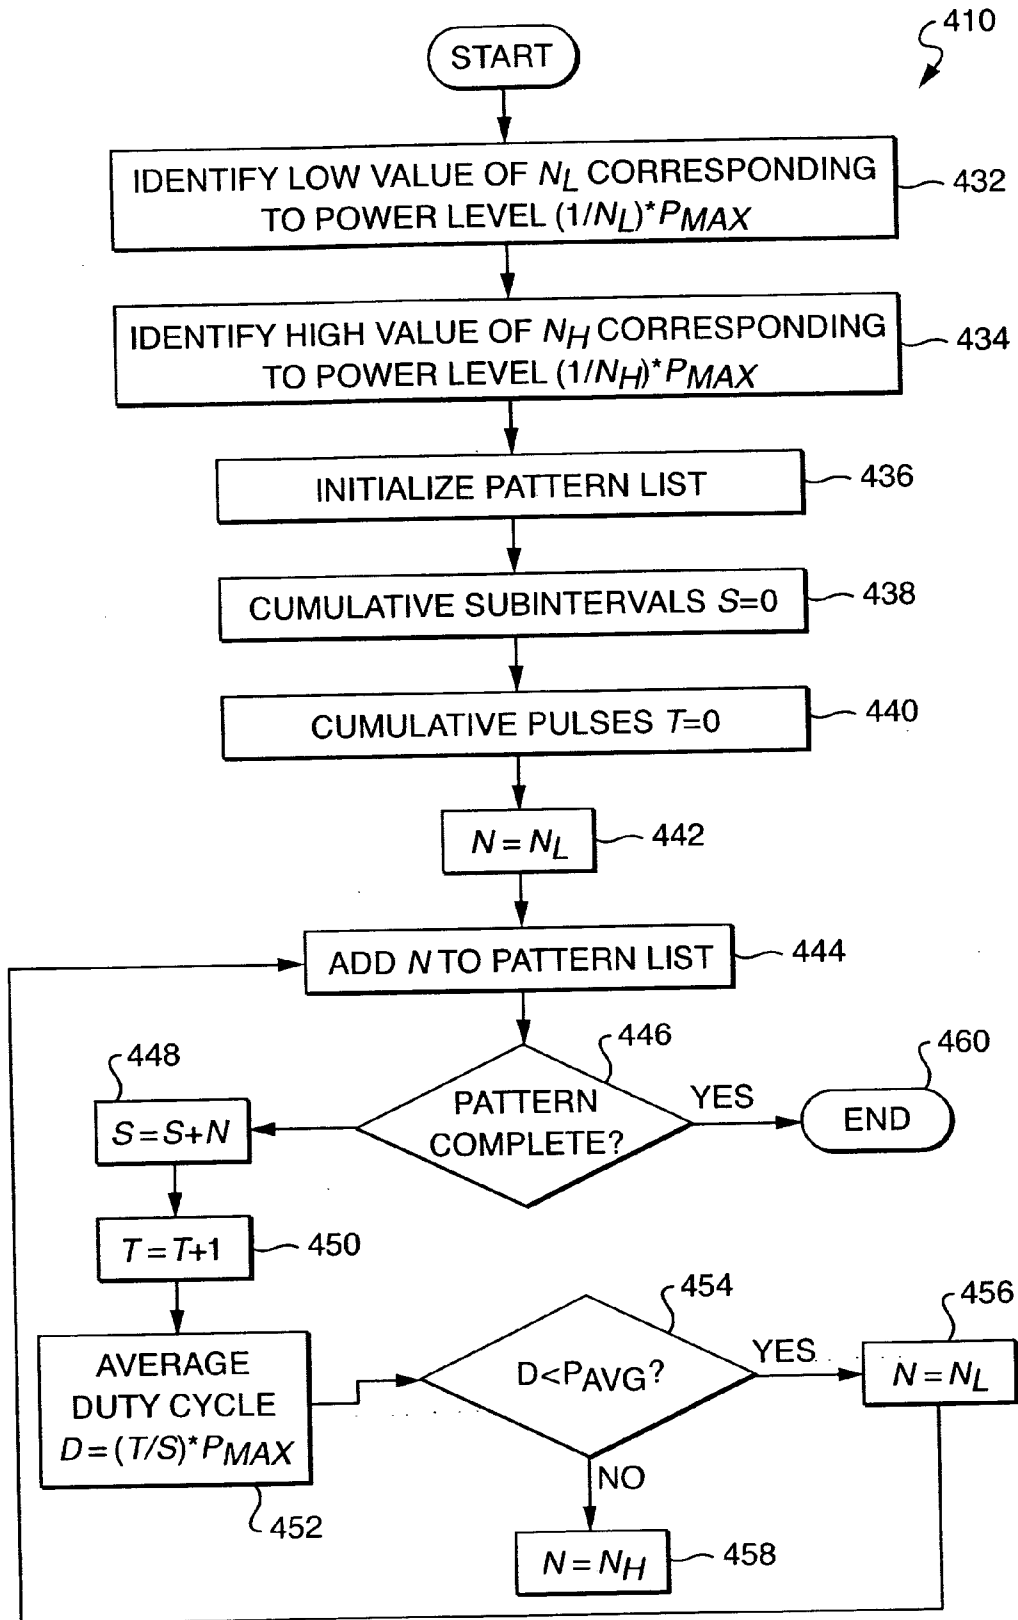 410
START
IDENTIFY LOW VALUE OF NL CORRESPONDING
TO POWER LEVEL (1/NL)*PMAX
432
IDENTIFY HIGH VALUE OF NH CORRESPONDING
TO POWER LEVEL (1/NH)*PMAX
434
INITIALIZE PATTERN LIST
436
CUMULATIVE SUBINTERVALS S=0
438
CUMULATIVE PULSES T=0
440
N = NL
442
ADD N TO PATTERN LIST
444
446
PATTERN
COMPLETE?
YES
END
460
448
S = S+N
T = T+1
450
AVERAGE
DUTY CYCLE
D = (T/S)*PMAX
452
454
D<PAVG?
YES
456
N = NL
NO
N = NH
458